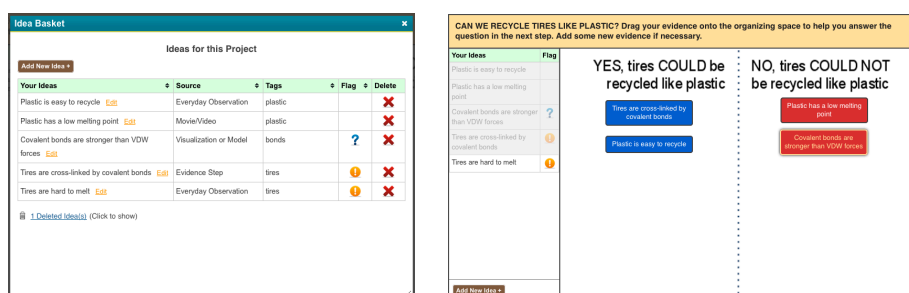 Idea Basket
Ideas for this Project
Add New Idea +
Your Ideas Source Tags Flag Delete
Plastic is easy to recycle Edit Everyday Observation plastic
Plastic has a low melting point Edit Movie/Video plastic
Covalent bonds are stronger than VDW Visualization or Model bonds ?
forces Edit
Tires are cross-linked by covalent bonds Edit Evidence Step tires !
Tires are hard to melt Edit Everyday Observation tires !
1 Deleted Idea(s) (Click to show)
CAN WE RECYCLE TIRES LIKE PLASTIC? Drag your evidence onto the organizing space to help you answer the
question in the next step. Add some new evidence if necessary.
Your Ideas Flag
Plastic is easy to recycle
Plastic has a low melting
point
Covalent bonds are stronger ?
than VDW forces
Tires are cross-linked by !
covalent bonds
Tires are hard to melt !
Add New Idea +
YES, tires COULD be
recycled like plastic
Tires are cross-linked by
covalent bonds
Plastic is easy to recycle
NO, tires COULD NOT
be recycled like plastic
Plastic has a low melting
point
Covalent bonds are
stronger than VDW forces